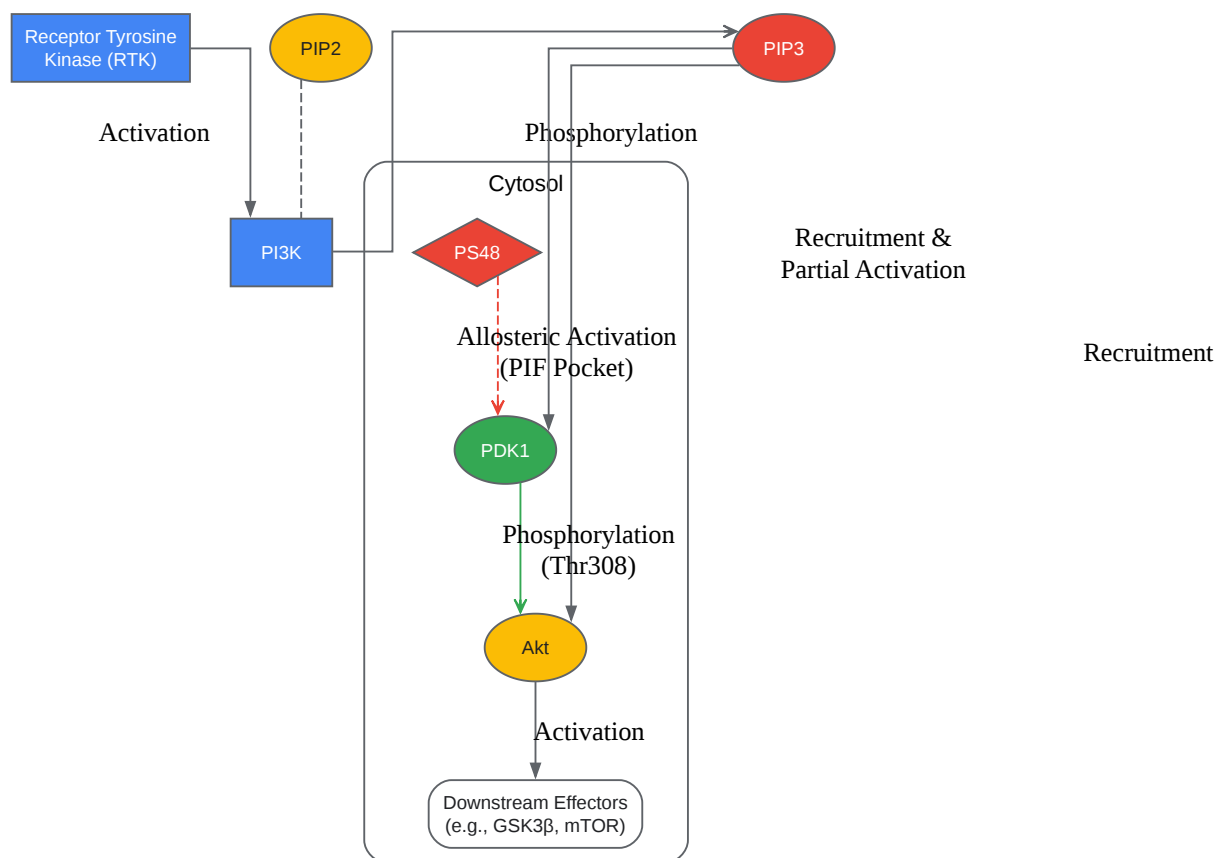 Receptor Tyrosine
Kinase (RTK)
PIP2
PIP3
Activation
Phosphorylation
Cytosol
PI3K
PS48
Recruitment &
Partial Activation
Allosteric Activation
(PIF Pocket)
Recruitment
PDK1
Phosphorylation
(Thr308)
Akt
Activation
Downstream Effectors
(e.g., GSK3β, mTOR)